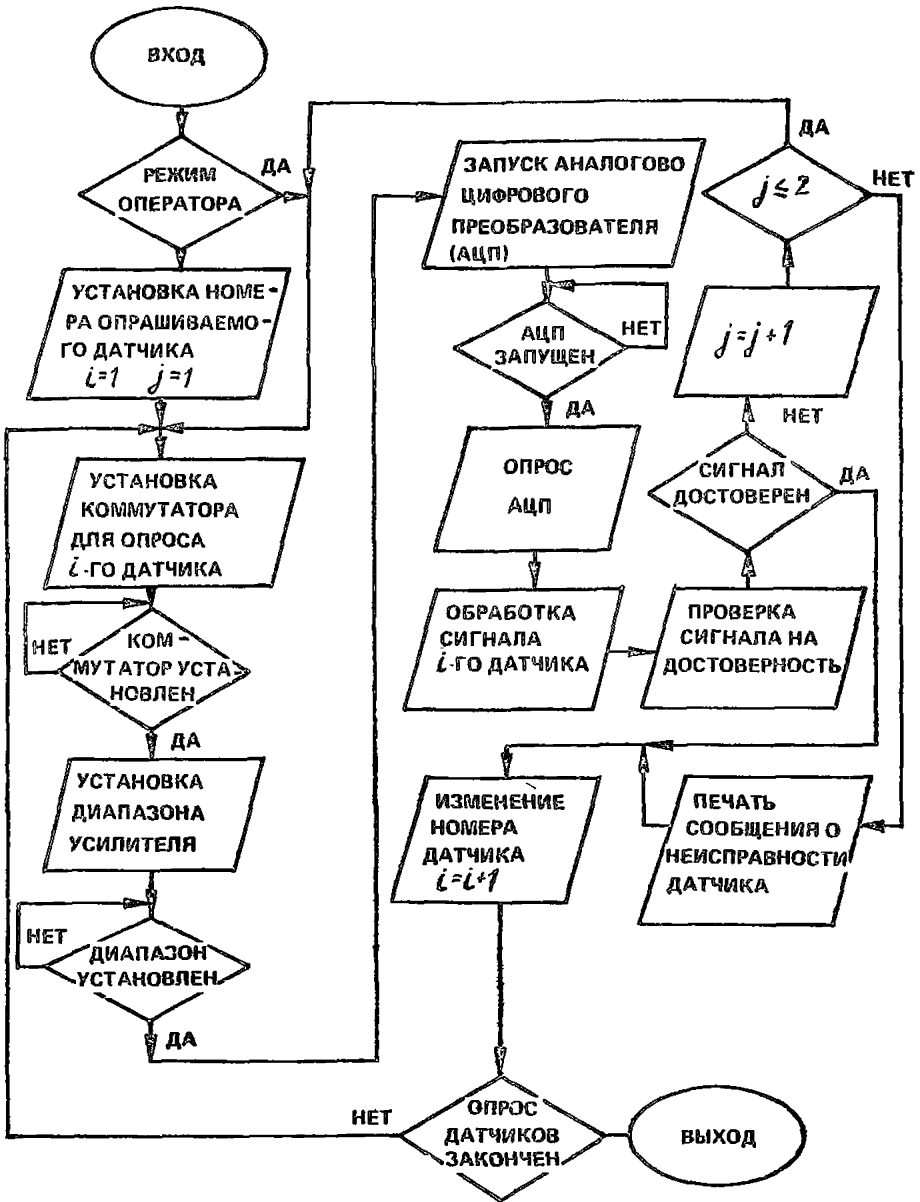 ВХОД
РЕЖИМ
ОПЕРАТОРА
ДА
УСТАНОВКА НОМЕ-
РА ОПРАШИВАЕМО-
ГО ДАТЧИКА
i=1 j=1
УСТАНОВКА
КОММУТАТОРА
ДЛЯ ОПРОСА
i-ГО ДАТЧИКА
НЕТ
КОМ-
МУТАТОР УСТА-
НОВЛЕН
ДА
УСТАНОВКА
ДИАПАЗОНА
УСИЛИТЕЛЯ
НЕТ
ДИАПАЗОН
УСТАНОВЛЕН
ДА
ЗАПУСК АНАЛОГОВО
ЦИФРОВОГО
ПРЕОБРАЗОВАТЕЛЯ
(АЦП)
АЦП
ЗАПУЩЕН
НЕТ
ДА
ОПРОС
АЦП
ОБРАБОТКА
СИГНАЛА
i-ГО ДАТЧИКА
ПРОВЕРКА
СИГНАЛА НА
ДОСТОВЕРНОСТЬ
СИГНАЛ
ДОСТОВЕРЕН
ДА
НЕТ
j=j+1
j≤2
ДА
НЕТ
ПЕЧАТЬ
СООБЩЕНИЯ О
НЕИСПРАВНОСТИ
ДАТЧИКА
ИЗМЕНЕНИЕ
НОМЕРА
ДАТЧИКА
i=i+1
ОПРОС
ДАТЧИКОВ
ЗАКОНЧЕН
НЕТ
ВЫХОД